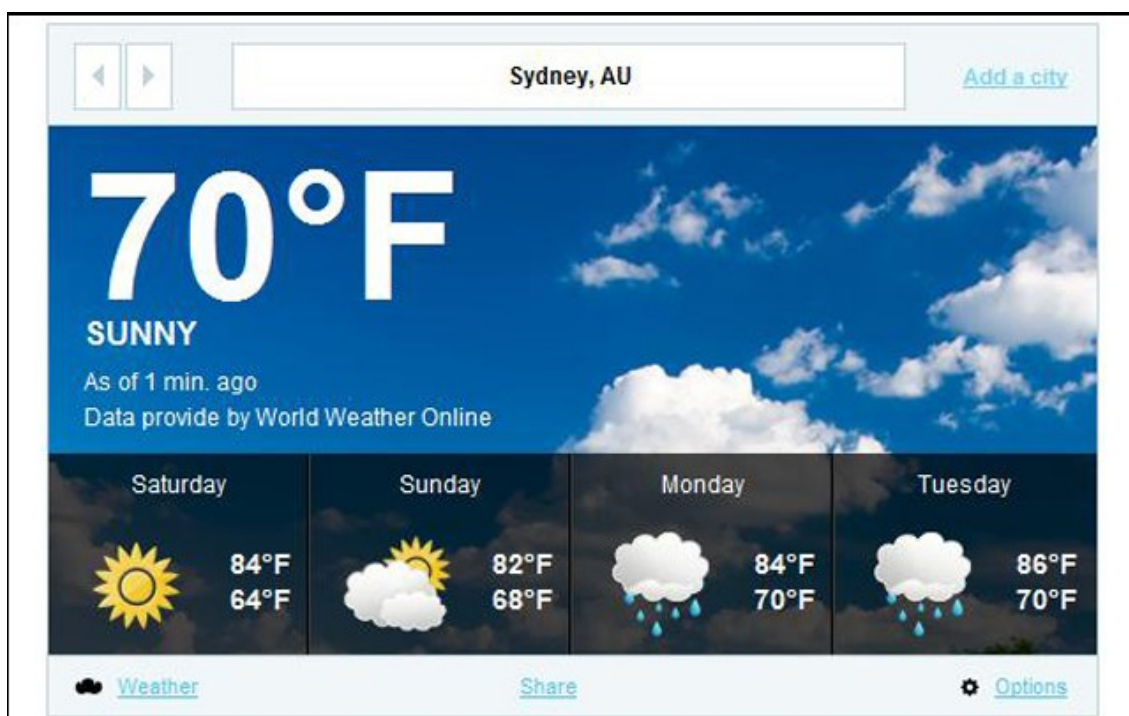 Sydney, AU
Add a city
70°F
SUNNY
As of 1 min. ago
Data provide by World Weather Online
Saturday Sunday Monday Tuesday
84°F 82°F 84°F 86°F
64°F 68°F 70°F 70°F
Weather Share Options